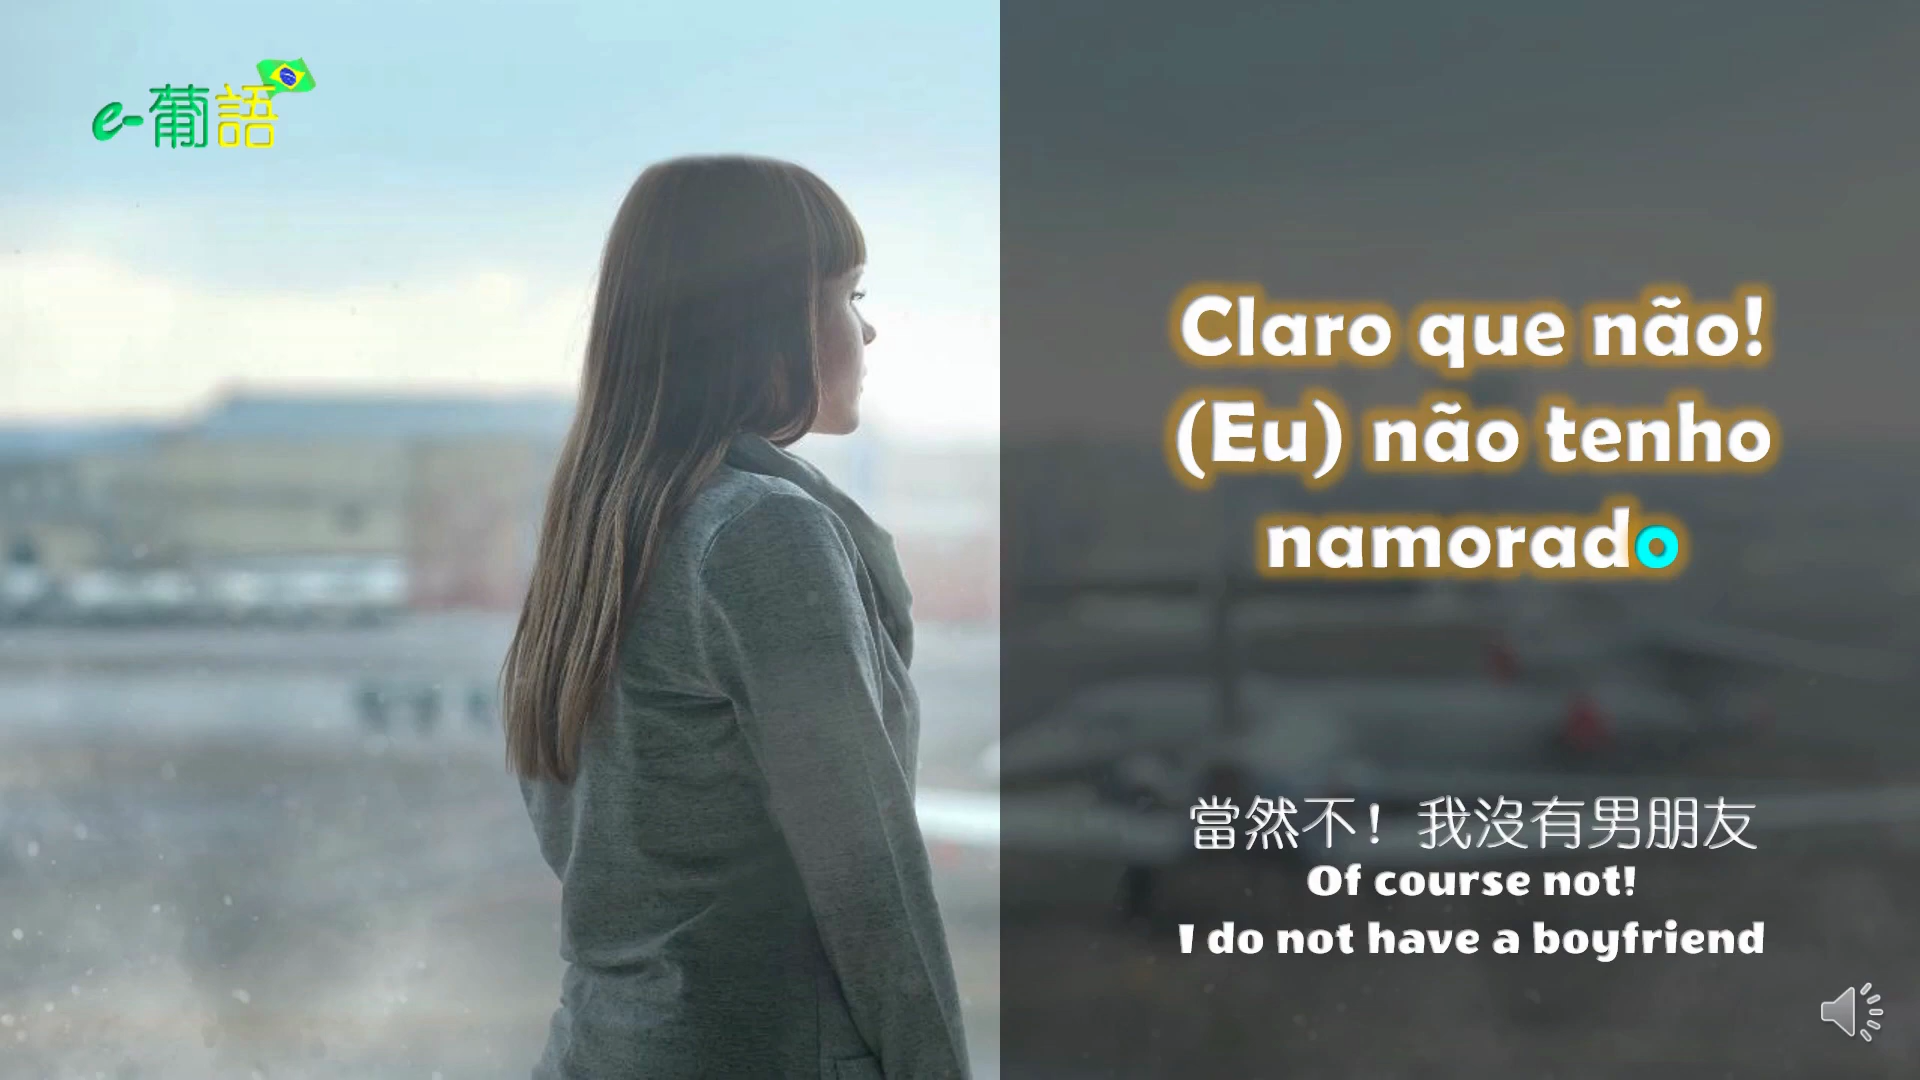 e-葡語
Claro que não!
(Eu) não tenho
namorado
當然不！我沒有男朋友
Of course not!
I do not have a boyfriend